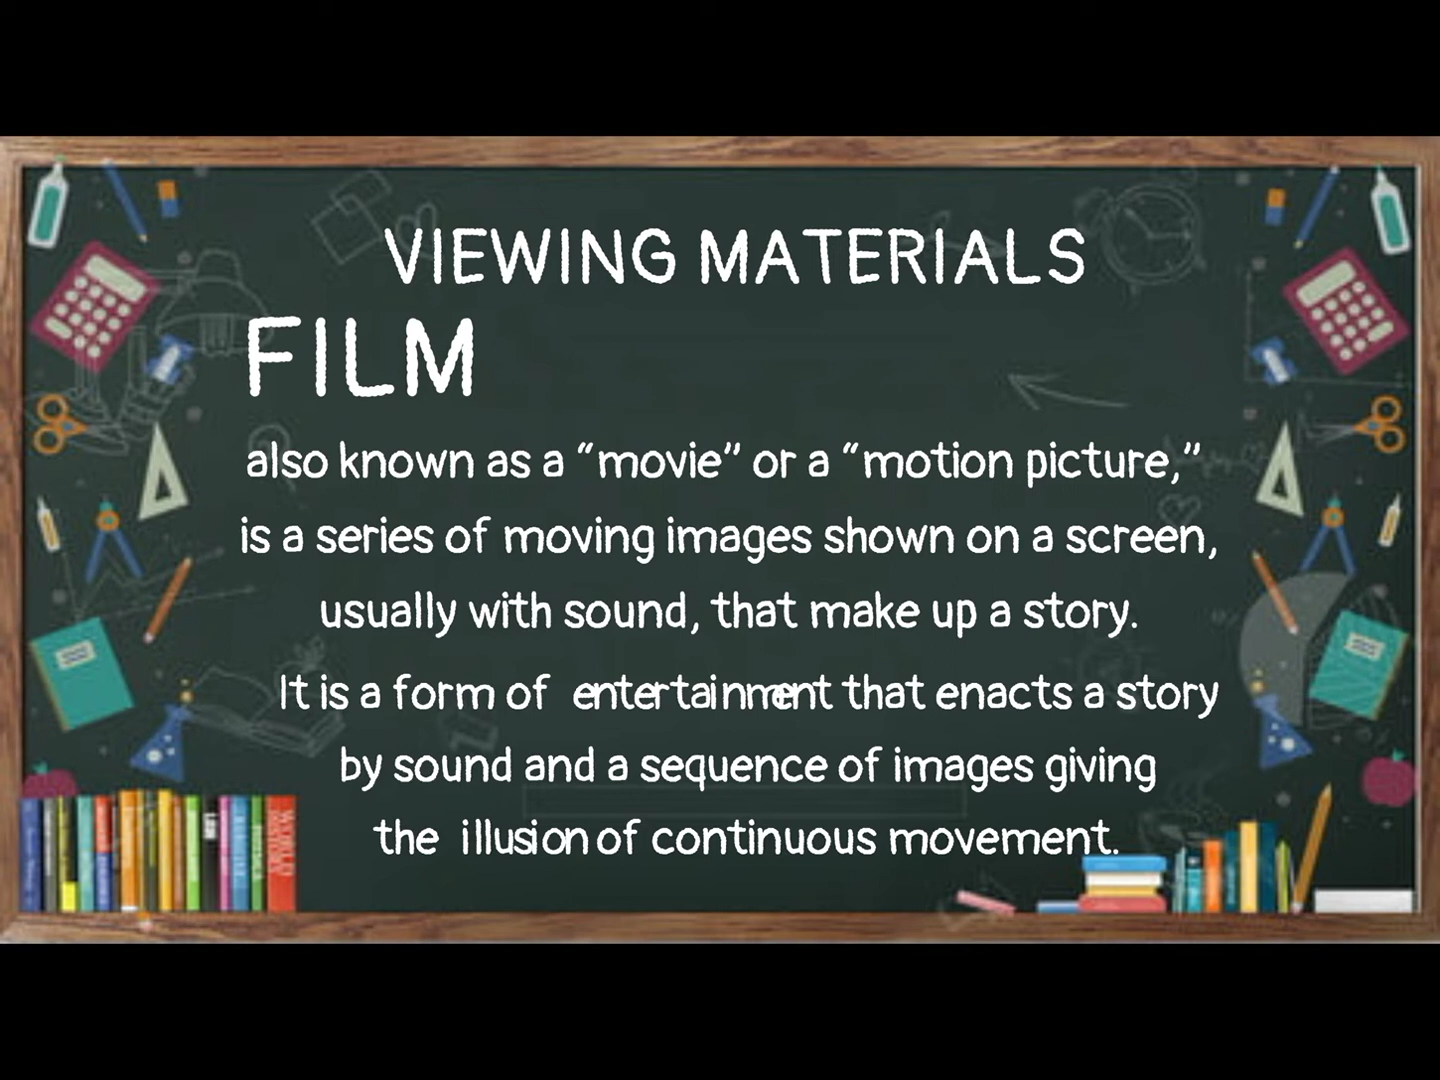 VIEWING MATERIALS
FILM
also known as a “movie” or a “motion picture,”
is a series of moving images shown on a screen,
usually with sound, that make up a story.
It is a form of entertainment that enacts a story
by sound and a sequence of images giving
the illusion of continuous movement.